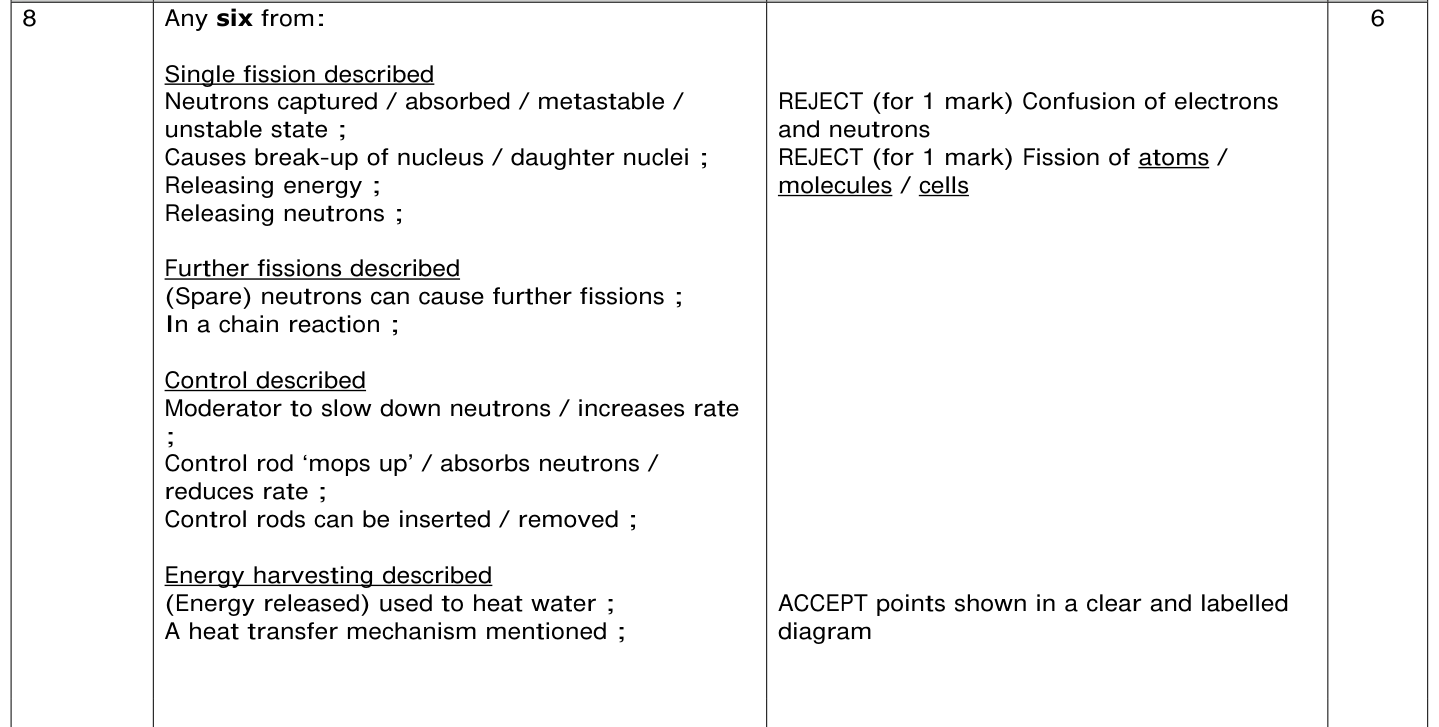 8
Any six from:
6
Single fission described
Neutrons captured / absorbed / metastable /
unstable state ;
Causes break-up of nucleus / daughter nuclei ;
Releasing energy ;
Releasing neutrons ;
REJECT (for 1 mark) Confusion of electrons
and neutrons
REJECT (for 1 mark) Fission of atoms /
molecules / cells
Further fissions described
(Spare) neutrons can cause further fissions ;
In a chain reaction ;
Control described
Moderator to slow down neutrons / increases rate
;
Control rod ‘mops up’ / absorbs neutrons /
reduces rate ;
Control rods can be inserted / removed ;
Energy harvesting described
(Energy released) used to heat water ;
A heat transfer mechanism mentioned ;
ACCEPT points shown in a clear and labelled
diagram